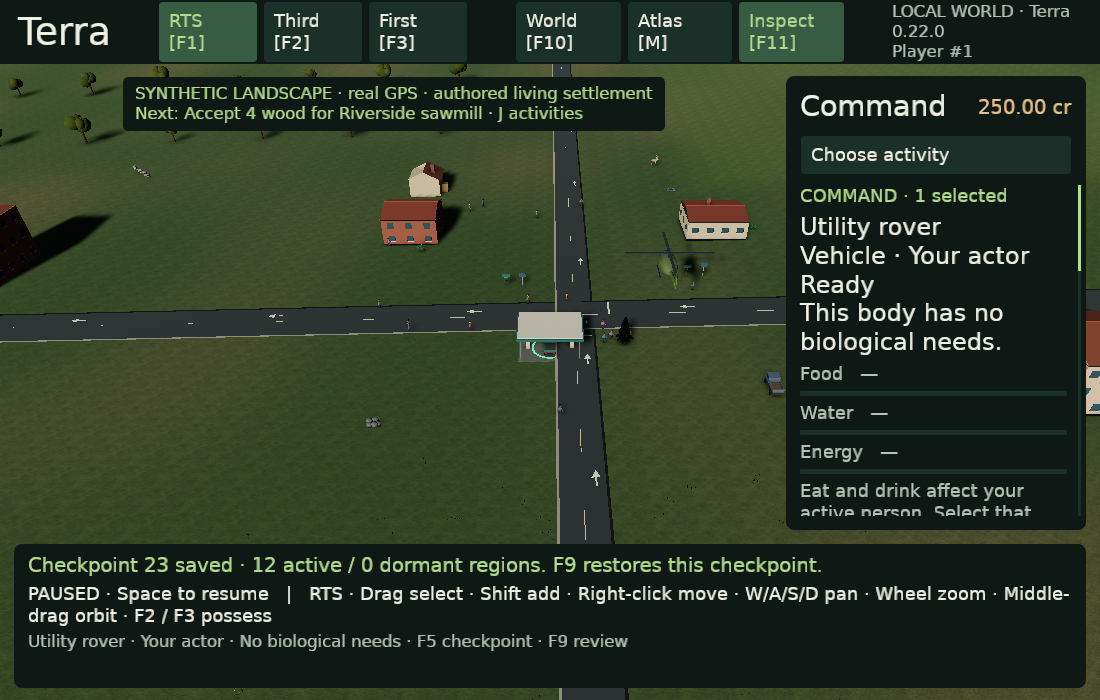 Terra
RTS
[F1]
Third
[F2]
First
[F3]
World
[F10]
Atlas
[M]
Inspect
[F11]
LOCAL WORLD · Terra
0.22.0
Player #1
SYNTHETIC LANDSCAPE · real GPS · authored living settlement
Next: Accept 4 wood for Riverside sawmill · J activities
Command 250.00 cr
Choose activity
COMMAND · 1 selected
Utility rover
Vehicle · Your actor
Ready
This body has no
biological needs.
Food —
Water —
Energy —
Eat and drink affect your
active person. Select that
Checkpoint 23 saved · 12 active / 0 dormant regions. F9 restores this checkpoint.
PAUSED · Space to resume | RTS · Drag select · Shift add · Right-click move · W/A/S/D pan · Wheel zoom · Middle-
drag orbit · F2 / F3 possess
Utility rover · Your actor · No biological needs · F5 checkpoint · F9 review